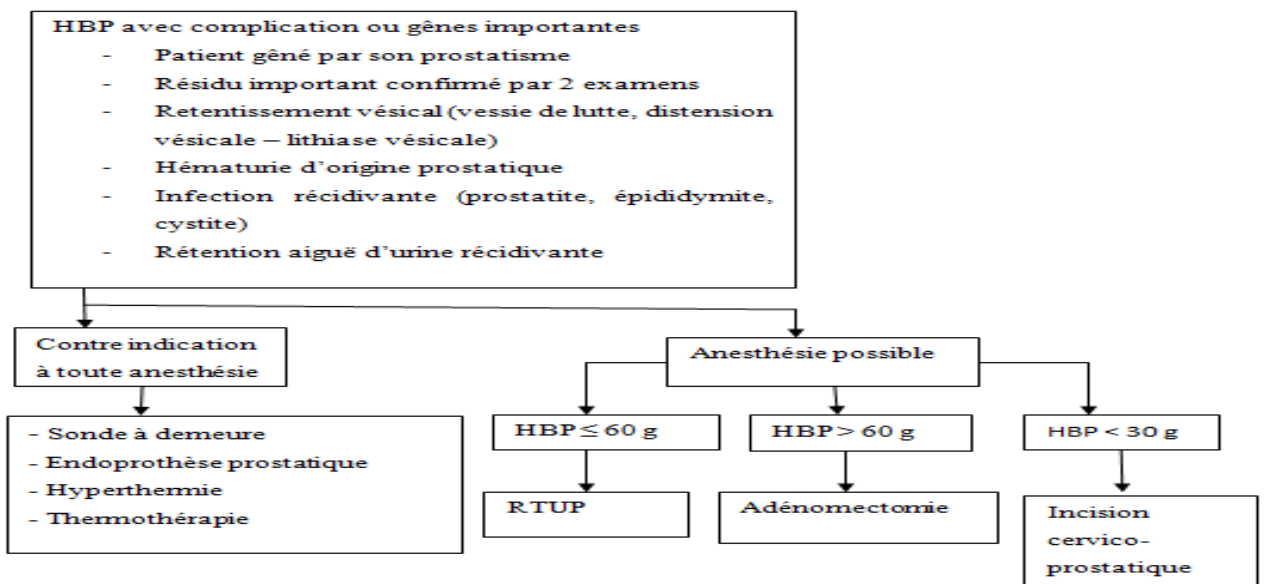 HBP avec complication ou gênes importantes
- Patient gêné par son prostatisme
- Résidu important confirmé par 2 examens
- Retentissement vésical (vessie de lutte, distension
vésicale – lithiase vésicale)
- Hématurie d’origine prostatique
- Infection récidivante (prostatite, épididymite,
cystite)
- Rétention aiguë d’urine récidivante
Contre indication
à toute anesthésie
Anesthésie possible
- Sonde à demeure
- Endoprothèse prostatique
- Hyperthermie
- Thermothérapie
HBP ≤ 60 g
HBP > 60 g
HBP < 30 g
RTUP
Adénomectomie
Incision
cervico-
prostatique